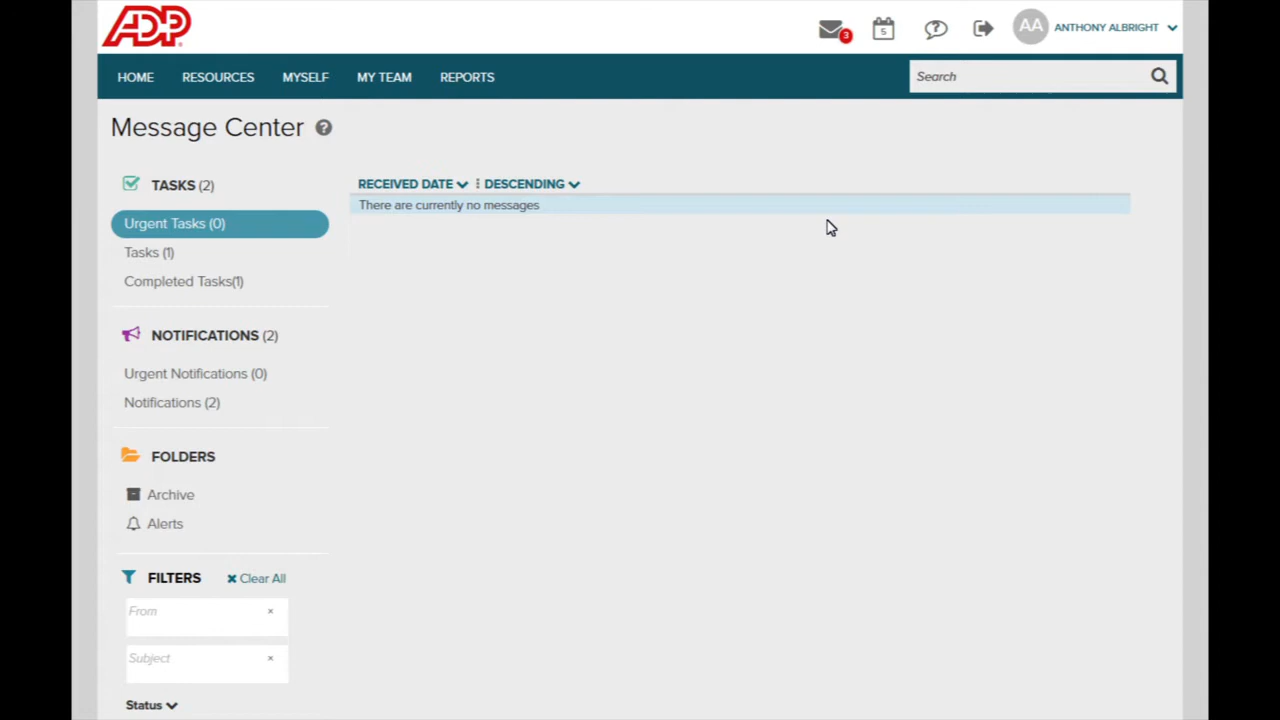 ADP
3
5
AA
ANTHONY ALBRIGHT
HOME RESOURCES MYSELF MY TEAM REPORTS
Search
Message Center
TASKS (2)
Urgent Tasks (0)
Tasks (1)
Completed Tasks(1)
NOTIFICATIONS (2)
Urgent Notifications (0)
Notifications (2)
FOLDERS
Archive
Alerts
FILTERS
Clear All
From
Subject
Status
RECEIVED DATE DESCENDING
There are currently no messages